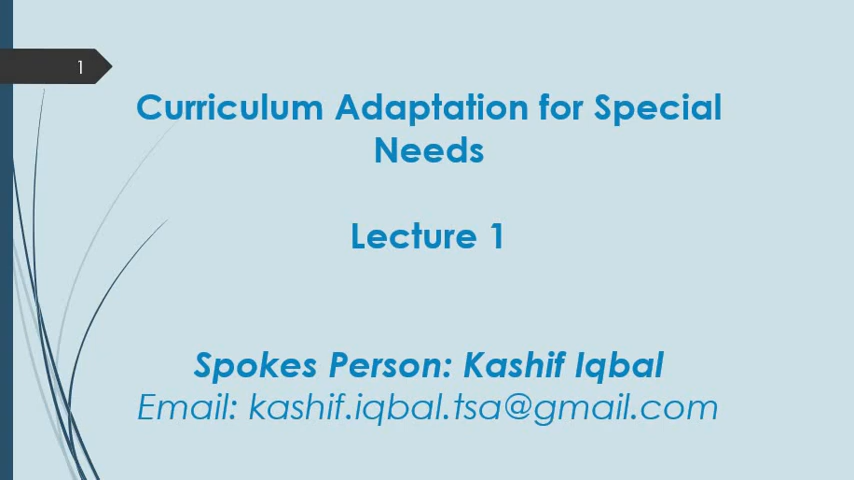 1
Curriculum Adaptation for Special
Needs
Lecture 1
Spokes Person: Kashif Iqbal
Email: kashif.iqbal.tsa@gmail.com